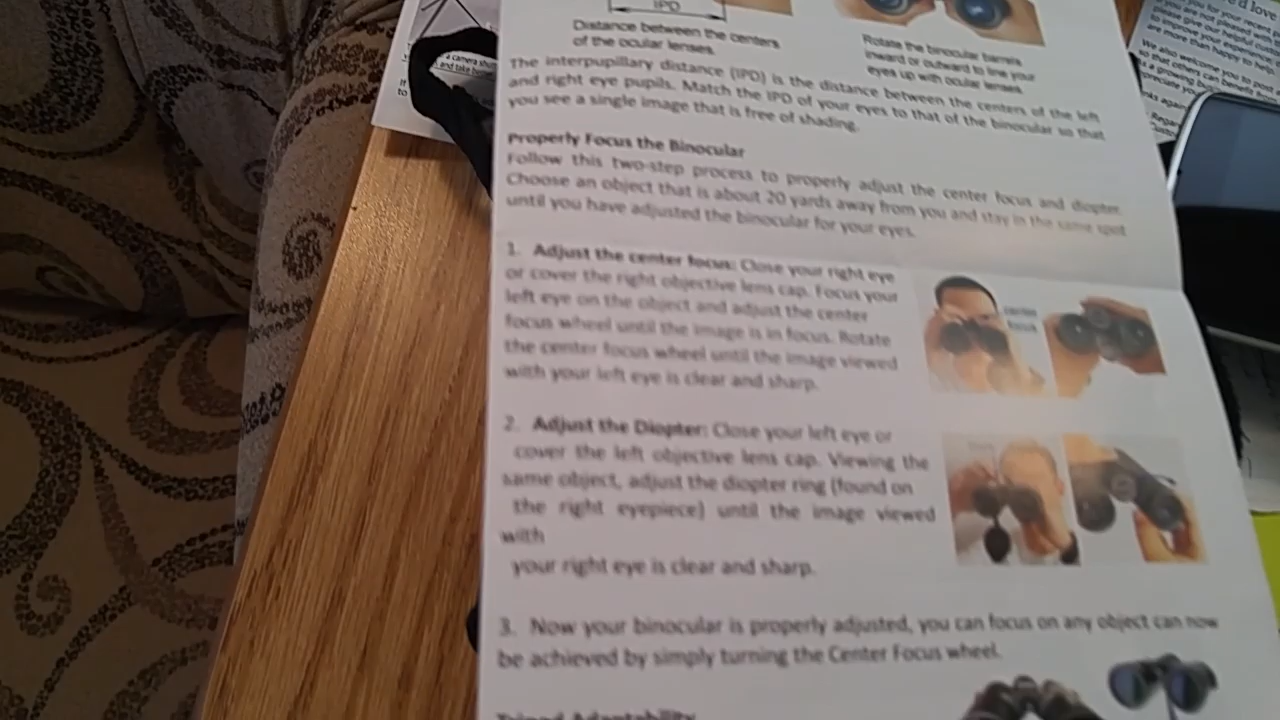 IPD
Distance between the centers
of the ocular lenses.
Rotate the binocular barrels
inward or outward to line your
eyes up with ocular lenses
The interpupillary distance (IPD) is the distance between the centers of the left
and right eye pupils. Match the IPD of your eyes to that of the binocular so that
you see a single image that is free of shading.
Properly Focus the Binocular
Follow this two-step process to properly adjust the center focus and diopter.
Choose an object that is about 20 yards away from you and stay in the same spot
until you have adjusted the binocular for your eyes.
1. Adjust the center focus: Close your right eye
or cover the right objective lens cap. Focus your
left eye on the object and adjust the center
focus wheel until the image is in focus. Rotate
the center focus wheel until the image viewed
with your left eye is clear and sharp.
center
focus
2. Adjust the Diopter: Close your left eye or
cover the left objective lens cap. Viewing the
same object, adjust the diopter ring (found on
the right eyepiece) until the image viewed
with
your right eye is clear and sharp.
3. Now your binocular is properly adjusted, you can focus on any object can now
be achieved by simply turning the Center Focus wheel.
Tripod Adaptability